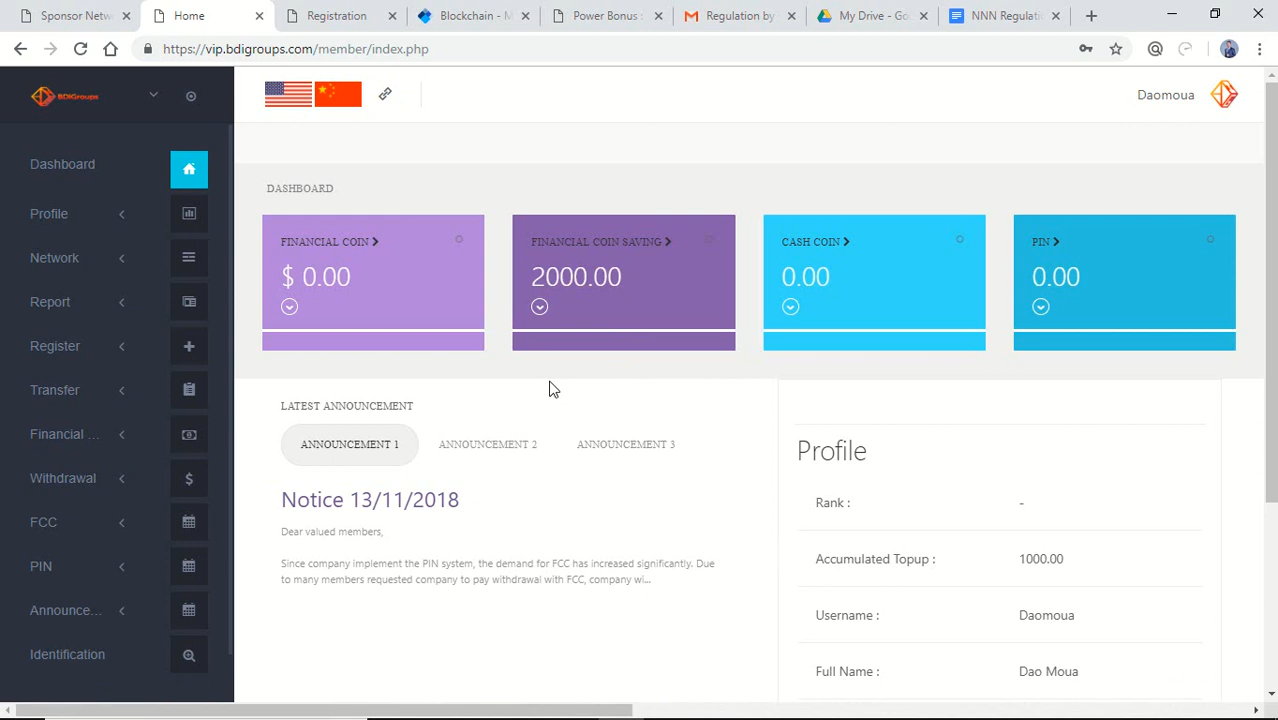 Sponsor Netw
Home
Registration
Blockchain - M
Power Bonus :
Regulation by
My Drive - Go
NNN Regulati
https://vip.bdigroups.com/member/index.php
BDIGroups
Daomoua
Dashboard
Profile
Network
Report
Register
Transfer
Financial ...
Withdrawal
FCC
PIN
Announce...
Identification
DASHBOARD
FINANCIAL COIN
$ 0.00
FINANCIAL COIN SAVING
2000.00
CASH COIN
0.00
PIN
0.00
LATEST ANNOUNCEMENT
ANNOUNCEMENT 1
ANNOUNCEMENT 2
ANNOUNCEMENT 3
Notice 13/11/2018
Dear valued members,
Since company implement the PIN system, the demand for FCC has increased significantly. Due
to many members requested company to pay withdrawal with FCC, company wi...
Profile
Rank : -
Accumulated Topup : 1000.00
Username : Daomoua
Full Name : Dao Moua